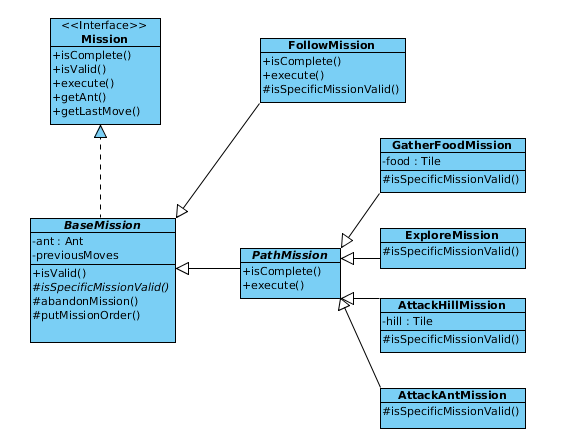 <<Interface>>
Mission
+isComplete()
+isValid()
+execute()
+getAnt()
+getLastMove()
FollowMission
+isComplete()
+execute()
#isSpecificMissionValid()
GatherFoodMission
-food : Tile
#isSpecificMissionValid()
BaseMission
-ant : Ant
-previousMoves
+isValid()
#isSpecificMissionValid()
#abandonMission()
#putMissionOrder()
PathMission
+isComplete()
+execute()
ExploreMission
#isSpecificMissionValid()
AttackHillMission
-hill : Tile
#isSpecificMissionValid()
AttackAntMission
#isSpecificMissionValid()